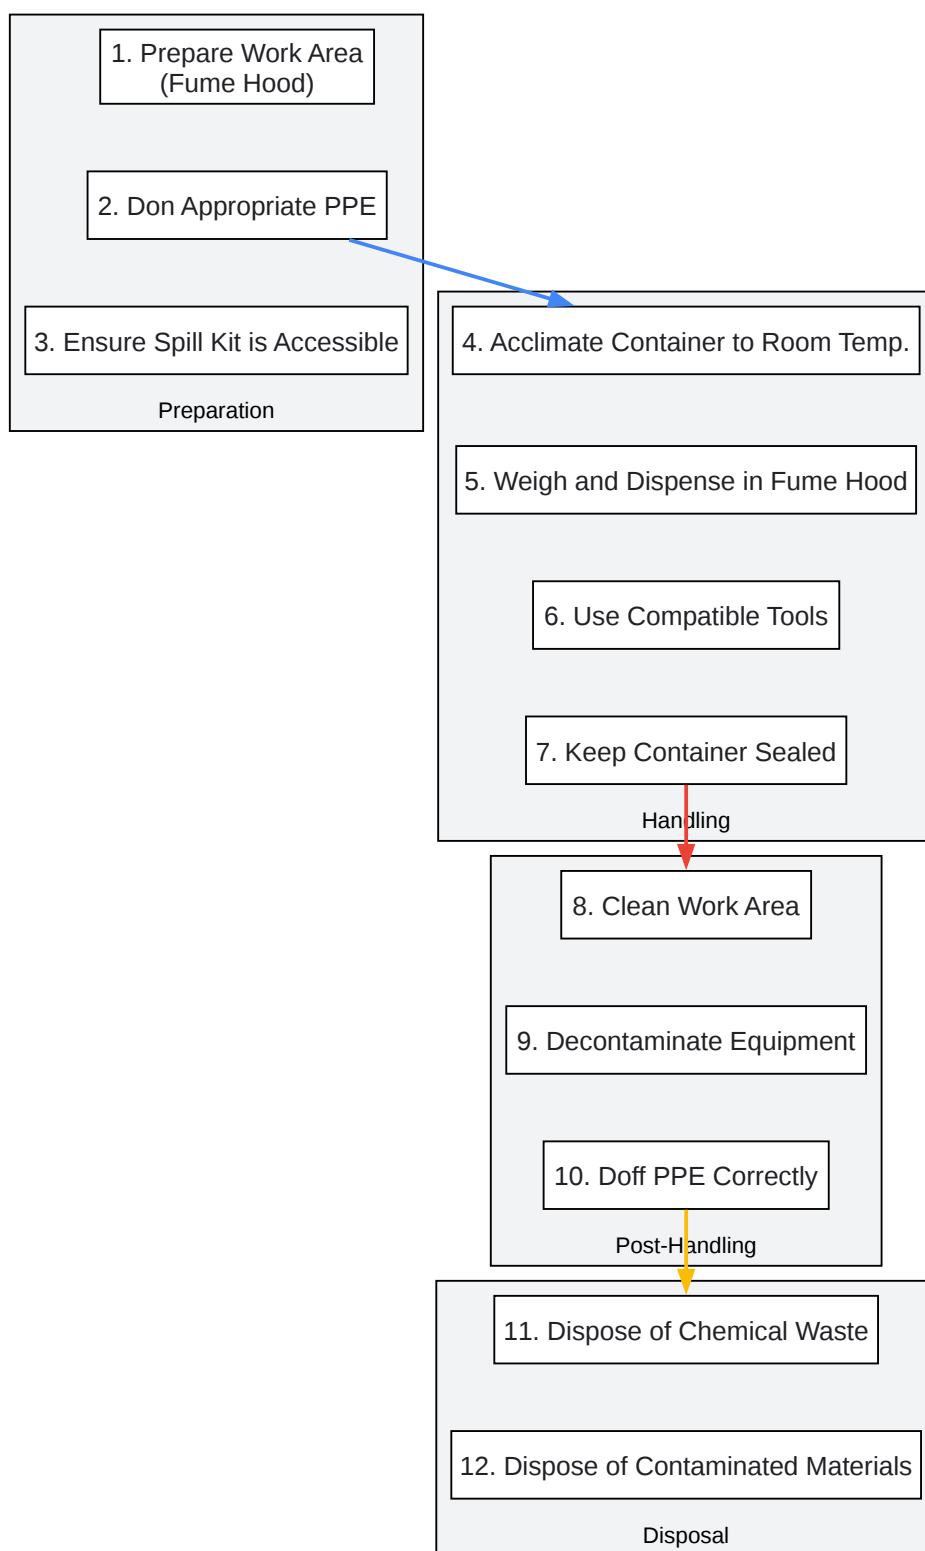 1. Prepare Work Area
(Fume Hood)
2. Don Appropriate PPE
3. Ensure Spill Kit is Accessible
Preparation
4. Acclimate Container to Room Temp.
5. Weigh and Dispense in Fume Hood
6. Use Compatible Tools
7. Keep Container Sealed
Handling
8. Clean Work Area
9. Decontaminate Equipment
10. Doff PPE Correctly
Post-Handling
11. Dispose of Chemical Waste
12. Dispose of Contaminated Materials
Disposal